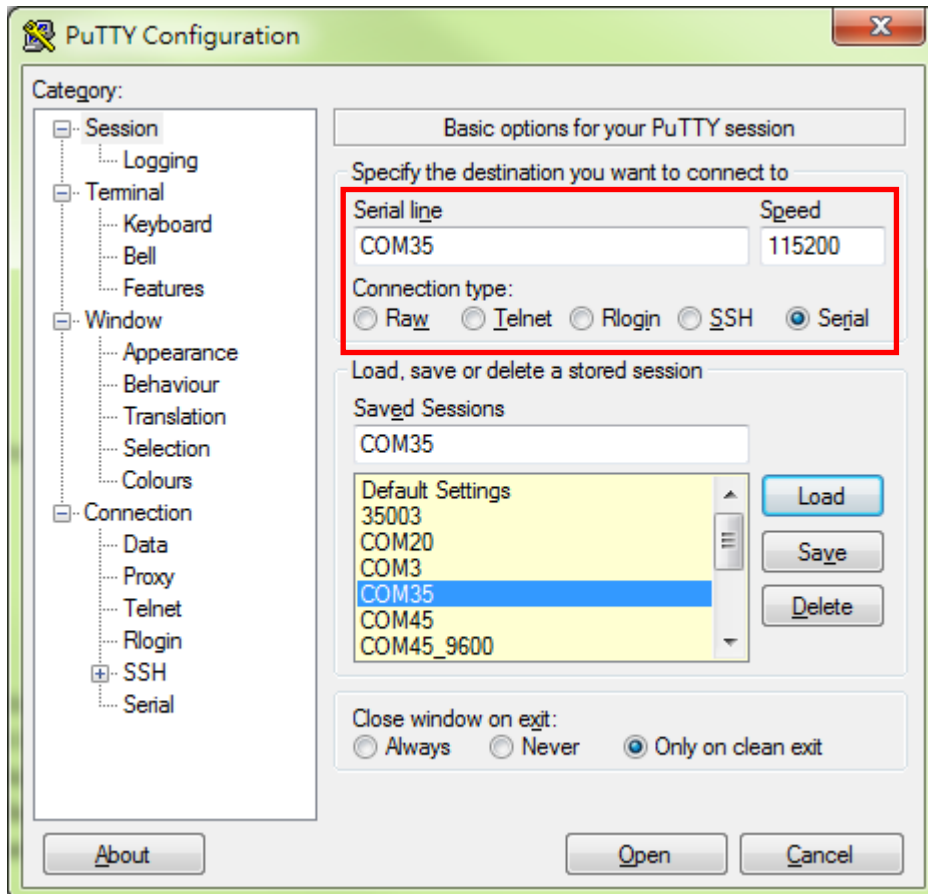 PuTTY Configuration
Category:
Session
Logging
Terminal
Keyboard
Bell
Features
Window
Appearance
Behaviour
Translation
Selection
Colours
Connection
Data
Proxy
Telnet
Rlogin
SSH
Serial
Basic options for your PuTTY session
Specify the destination you want to connect to
Serial line Speed
COM35 115200
Connection type:
Raw Telnet Rlogin SSH Serial
Load, save or delete a stored session
Saved Sessions
COM35
Default Settings
35003
COM20
COM3
COM35
COM45
COM45_9600
Load
Save
Delete
Close window on exit:
Always Never Only on clean exit
About Open Cancel